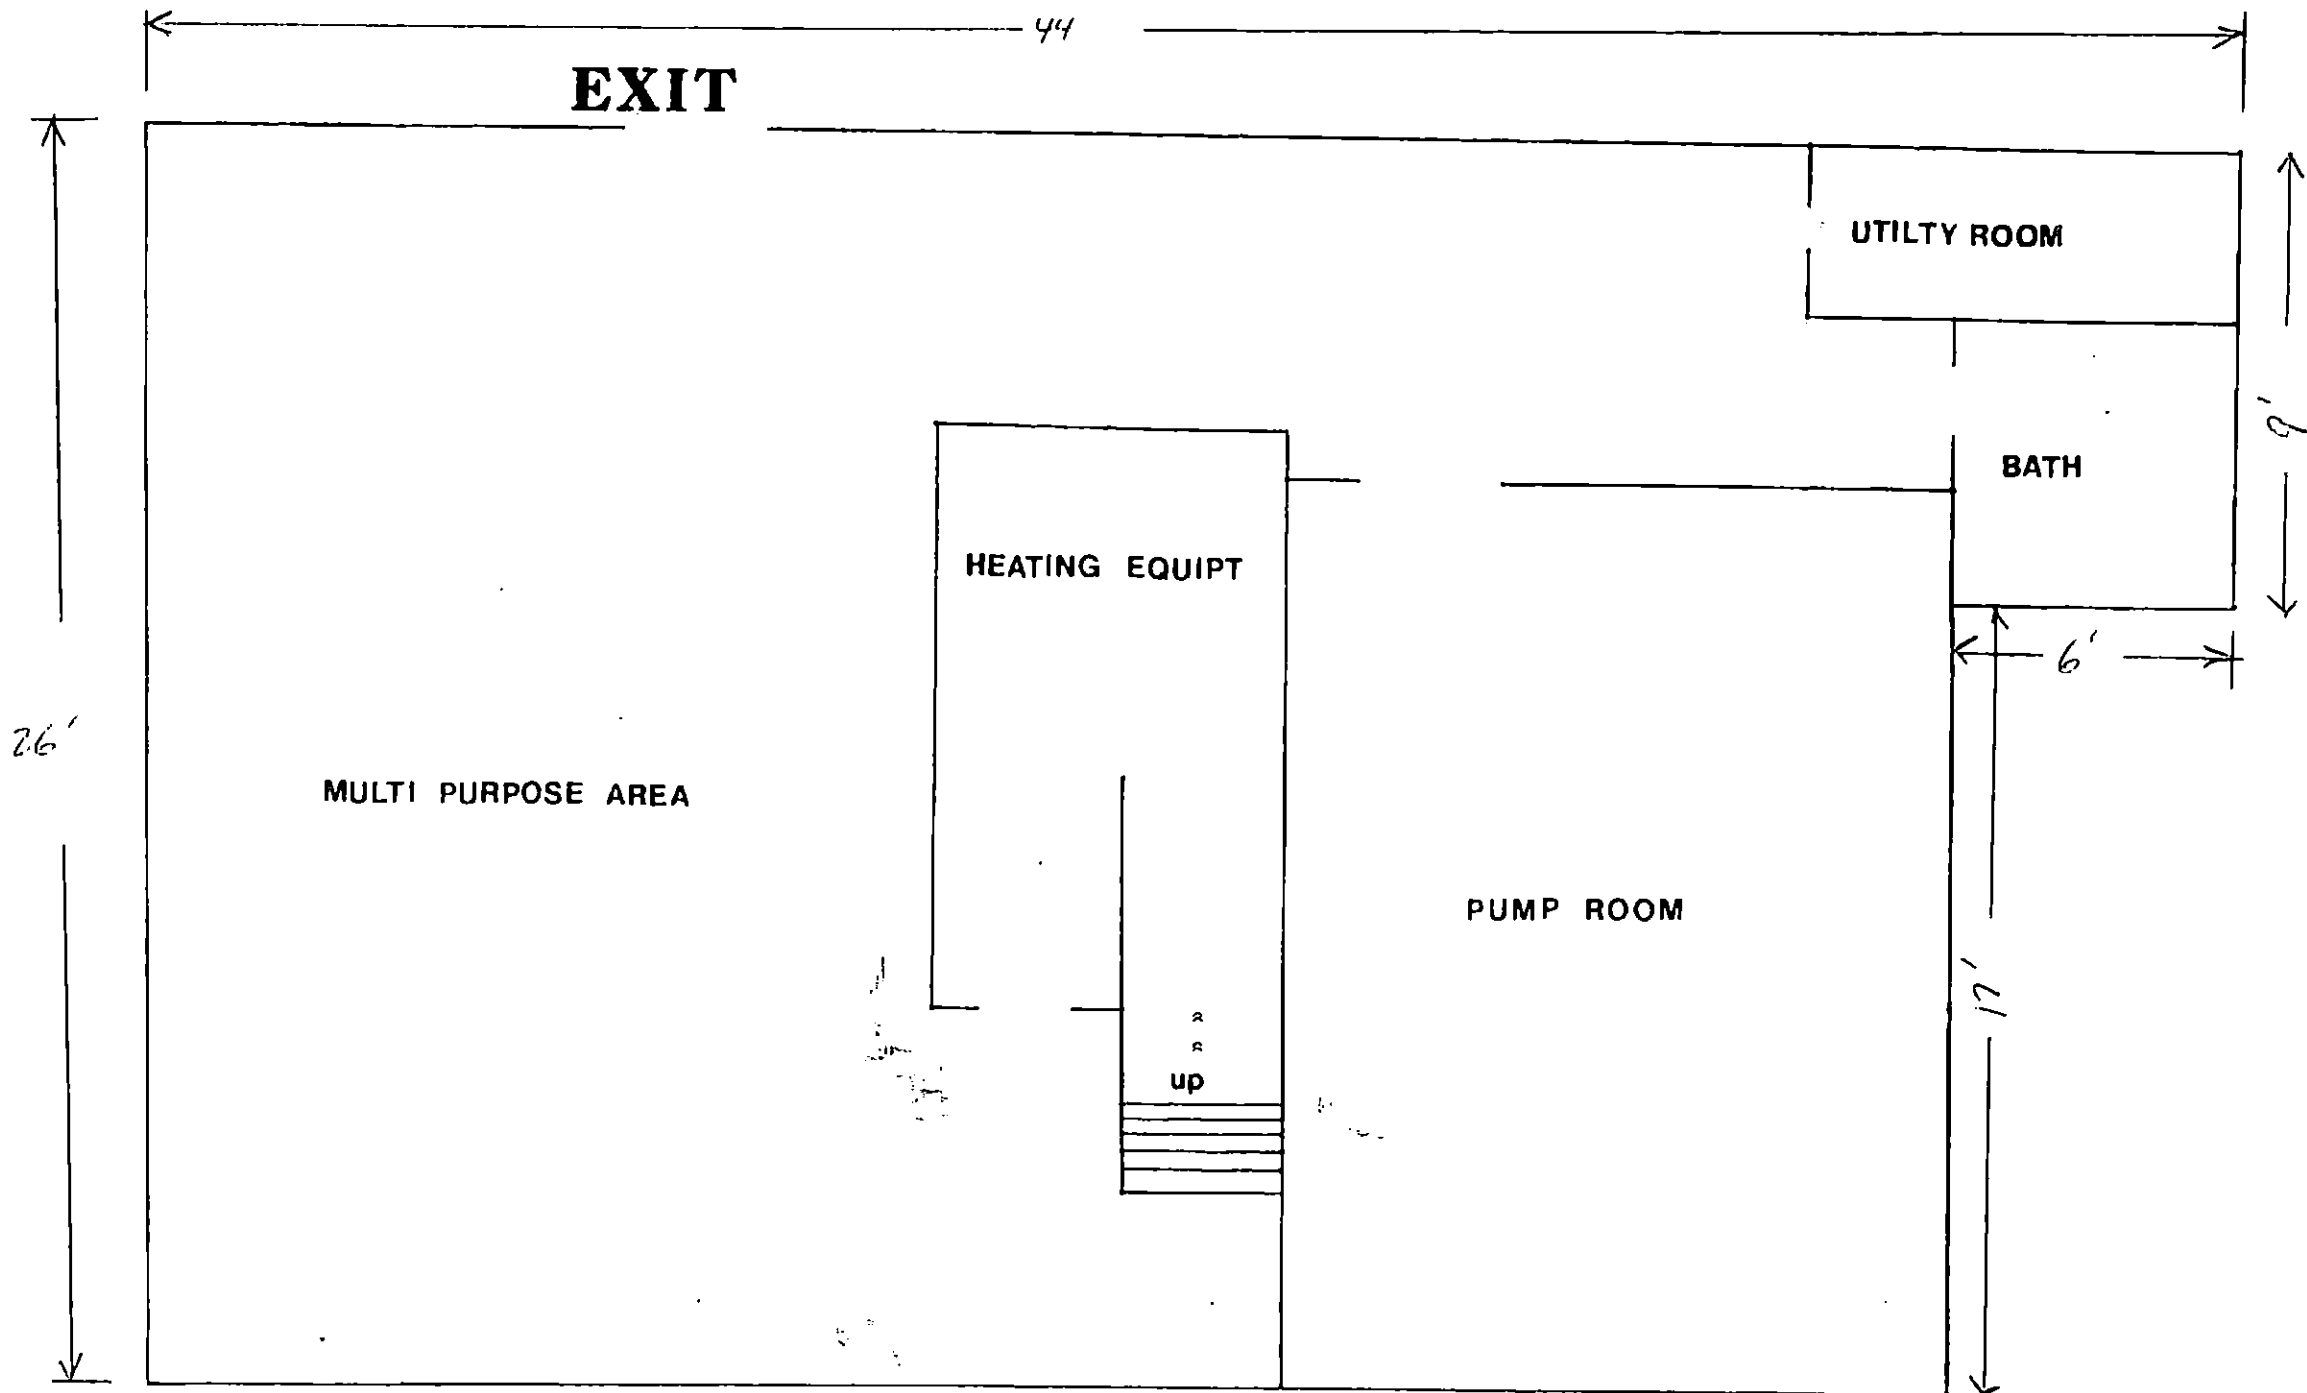 44
EXIT
UTILTY ROOM
9'
BATH
HEATING EQUIPT
6'
26'
MULTI PURPOSE AREA
PUMP ROOM
17'
up